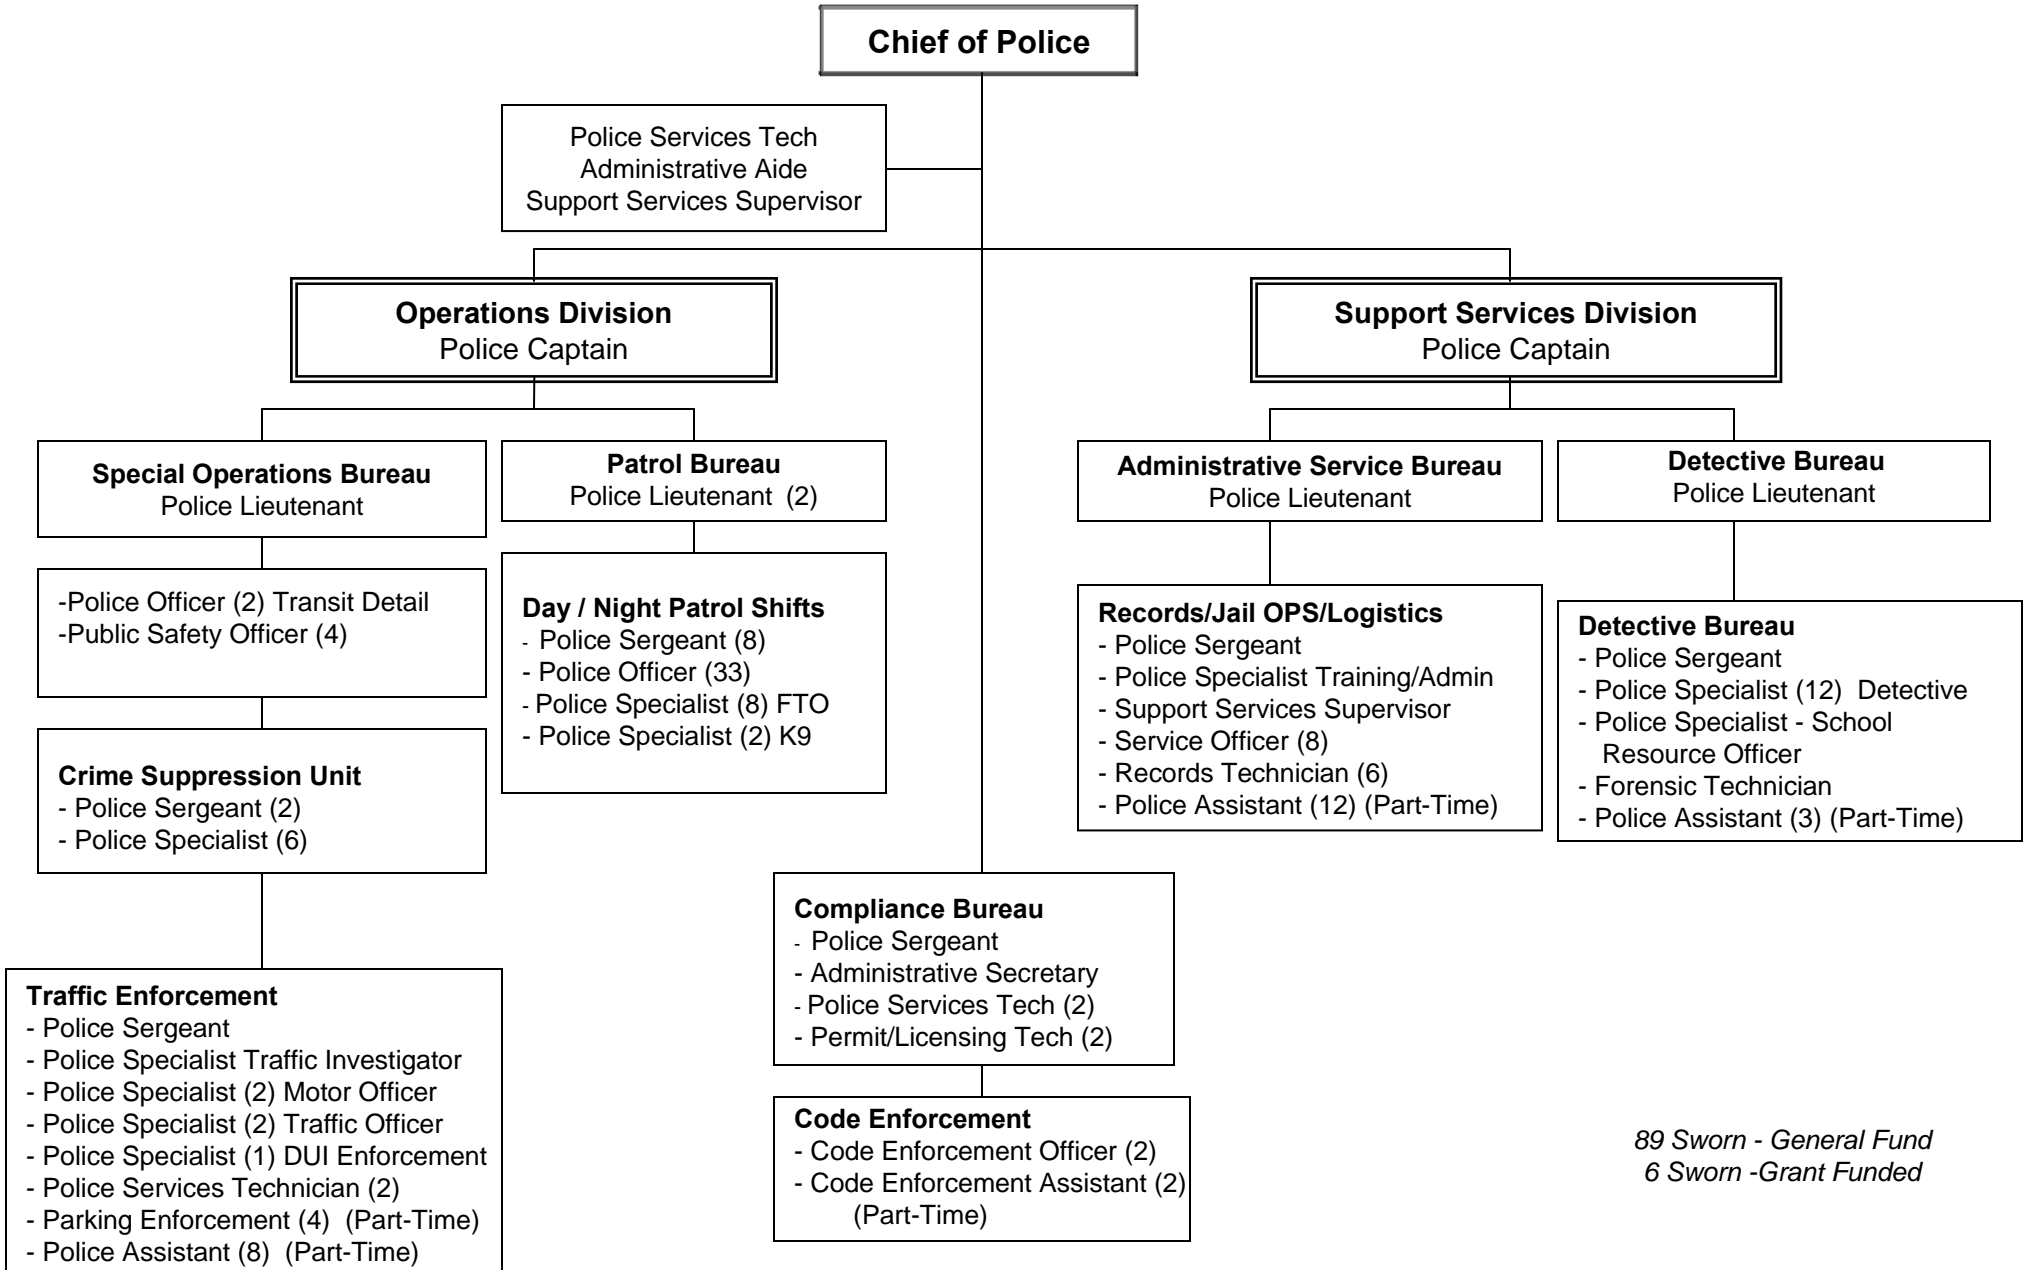 Chief of Police
Police Services Tech
Administrative Aide
Support Services Supervisor
Operations Division
Police Captain
Support Services Division
Police Captain
Special Operations Bureau
Police Lieutenant
Patrol Bureau
Police Lieutenant (2)
Administrative Service Bureau
Police Lieutenant
Detective Bureau
Police Lieutenant
-Police Officer (2) Transit Detail
-Public Safety Officer (4)
Day / Night Patrol Shifts
- Police Sergeant (8)
- Police Officer (33)
- Police Specialist (8) FTO
- Police Specialist (2) K9
Records/Jail OPS/Logistics
- Police Sergeant
- Police Specialist Training/Admin
- Support Services Supervisor
- Service Officer (8)
- Records Technician (6)
- Police Assistant (12) (Part-Time)
Detective Bureau
- Police Sergeant
- Police Specialist (12) Detective
- Police Specialist - School
Resource Officer
- Forensic Technician
- Police Assistant (3) (Part-Time)
Crime Suppression Unit
- Police Sergeant (2)
- Police Specialist (6)
Compliance Bureau
- Police Sergeant
- Administrative Secretary
- Police Services Tech (2)
- Permit/Licensing Tech (2)
Traffic Enforcement
- Police Sergeant
- Police Specialist Traffic Investigator
- Police Specialist (2) Motor Officer
- Police Specialist (2) Traffic Officer
- Police Specialist (1) DUI Enforcement
- Police Services Technician (2)
- Parking Enforcement (4) (Part-Time)
- Police Assistant (8) (Part-Time)
Code Enforcement
- Code Enforcement Officer (2)
- Code Enforcement Assistant (2)
(Part-Time)
89 Sworn - General Fund
6 Sworn -Grant Funded